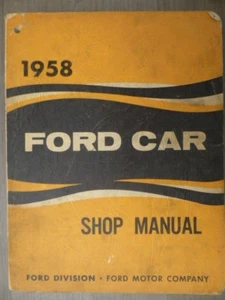 1958
FORD CAR
SHOP MANUAL
FORD DIVISION • FORD MOTOR COMPANY